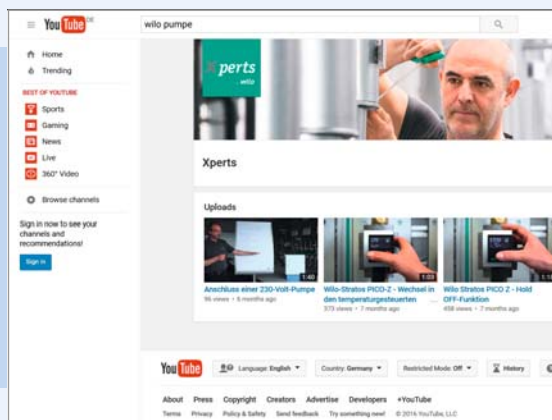 YouTube DE
wilo pumpe
Home
Trending
BEST OF YOUTUBE
Sports
Gaming
News
Live
360° Video
Browse channels
Sign in now to see your
channels and
recommendations!
Sign in
xperts
wilo
Xperts
Uploads
1:40
1:03
Anschluss einer 230-Volt-Pumpe
96 views • 6 months ago
Wilo-Stratos PICO-Z - Wechsel in
den temperaturgesteuerten ...
373 views • 7 months ago
Wilo Stratos PICO Z - Hold
OFF-Funktion
458 views • 7 months ago
YouTube
Language: English
Country: Germany
Restricted Mode: Off
History
About Press Copyright Creators Advertise Developers +YouTube
Terms Privacy Policy & Safety Send feedback Try something new! © 2016 YouTube, LLC